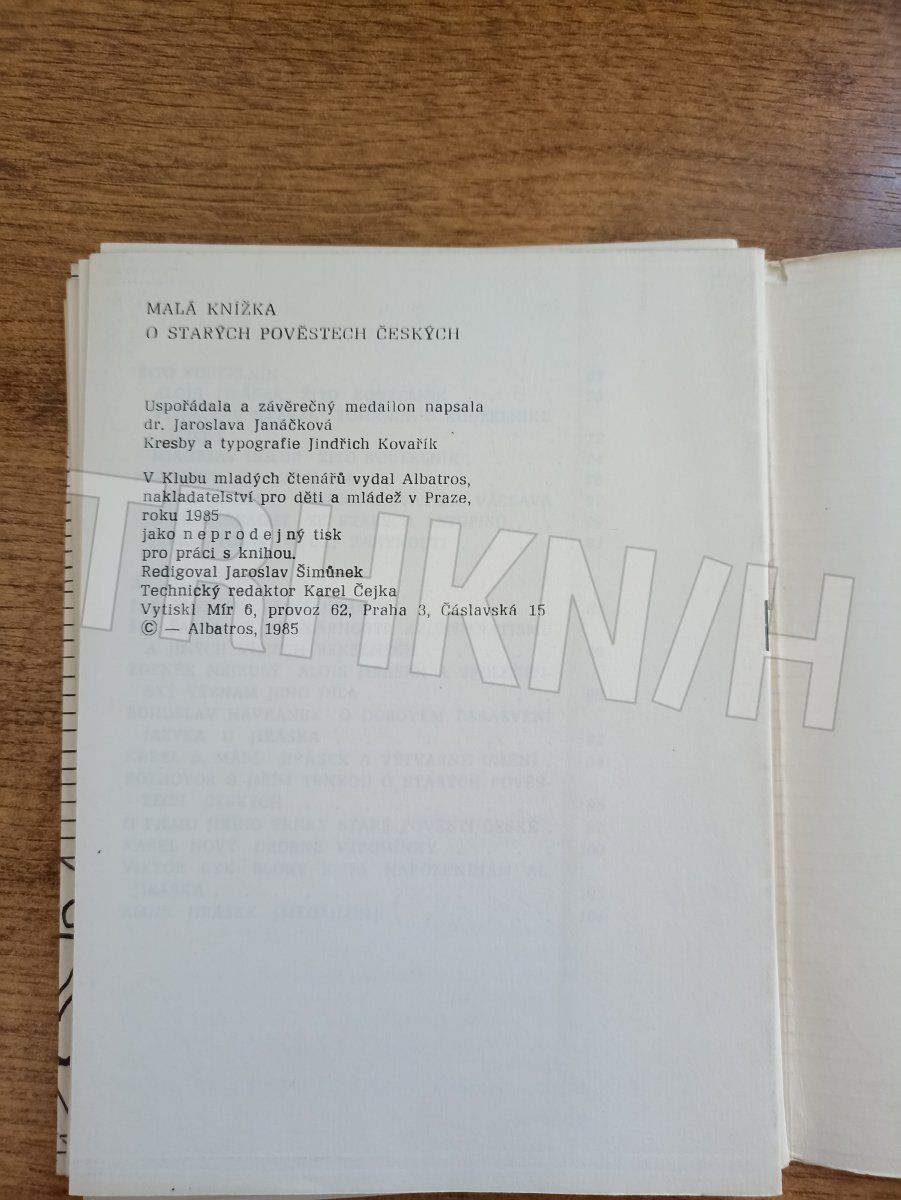 MALÁ KNÍŽKA
O STARÝCH POVĚSTECH ČESKÝCH
Uspořádala a závěrečný medailon napsala
dr. Jaroslava Janáčková
Kresby a typografie Jindřich Kovařík
V Klubu mladých čtenářů vydal Albatros,
nakladatelství pro děti a mládež v Praze,
roku 1985
jako neprodejný tisk
pro práci s knihou.
Redigoval Jaroslav Šimůnek
Technický redaktor Karel Čejka
Vytiskl Mír 6, provoz 62, Praha 3, Čáslavská 15
© — Albatros, 1985
TRHKN/H